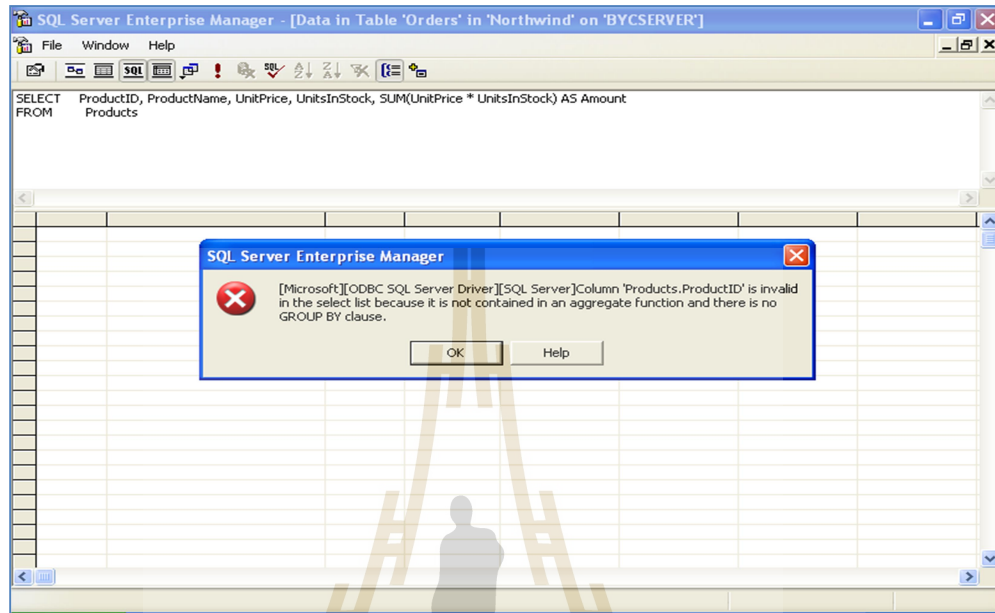 SQL Server Enterprise Manager - [Data in Table 'Orders' in 'Northwind' on 'BYCSERVER']
File Window Help
SQL
SELECT ProductID, ProductName, UnitPrice, UnitsInStock, SUM(UnitPrice * UnitsInStock) AS Amount
FROM Products
SQL Server Enterprise Manager
[Microsoft][ODBC SQL Server Driver][SQL Server]Column 'Products.ProductID' is invalid
in the select list because it is not contained in an aggregate function and there is no
GROUP BY clause.
OK Help